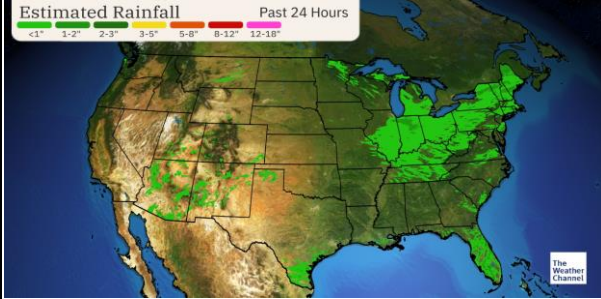 Estimated Rainfall Past 24 Hours
<1" 1-2" 2-3" 3-5" 5-8" 8-12" 12-18"
The
Weather
Channel